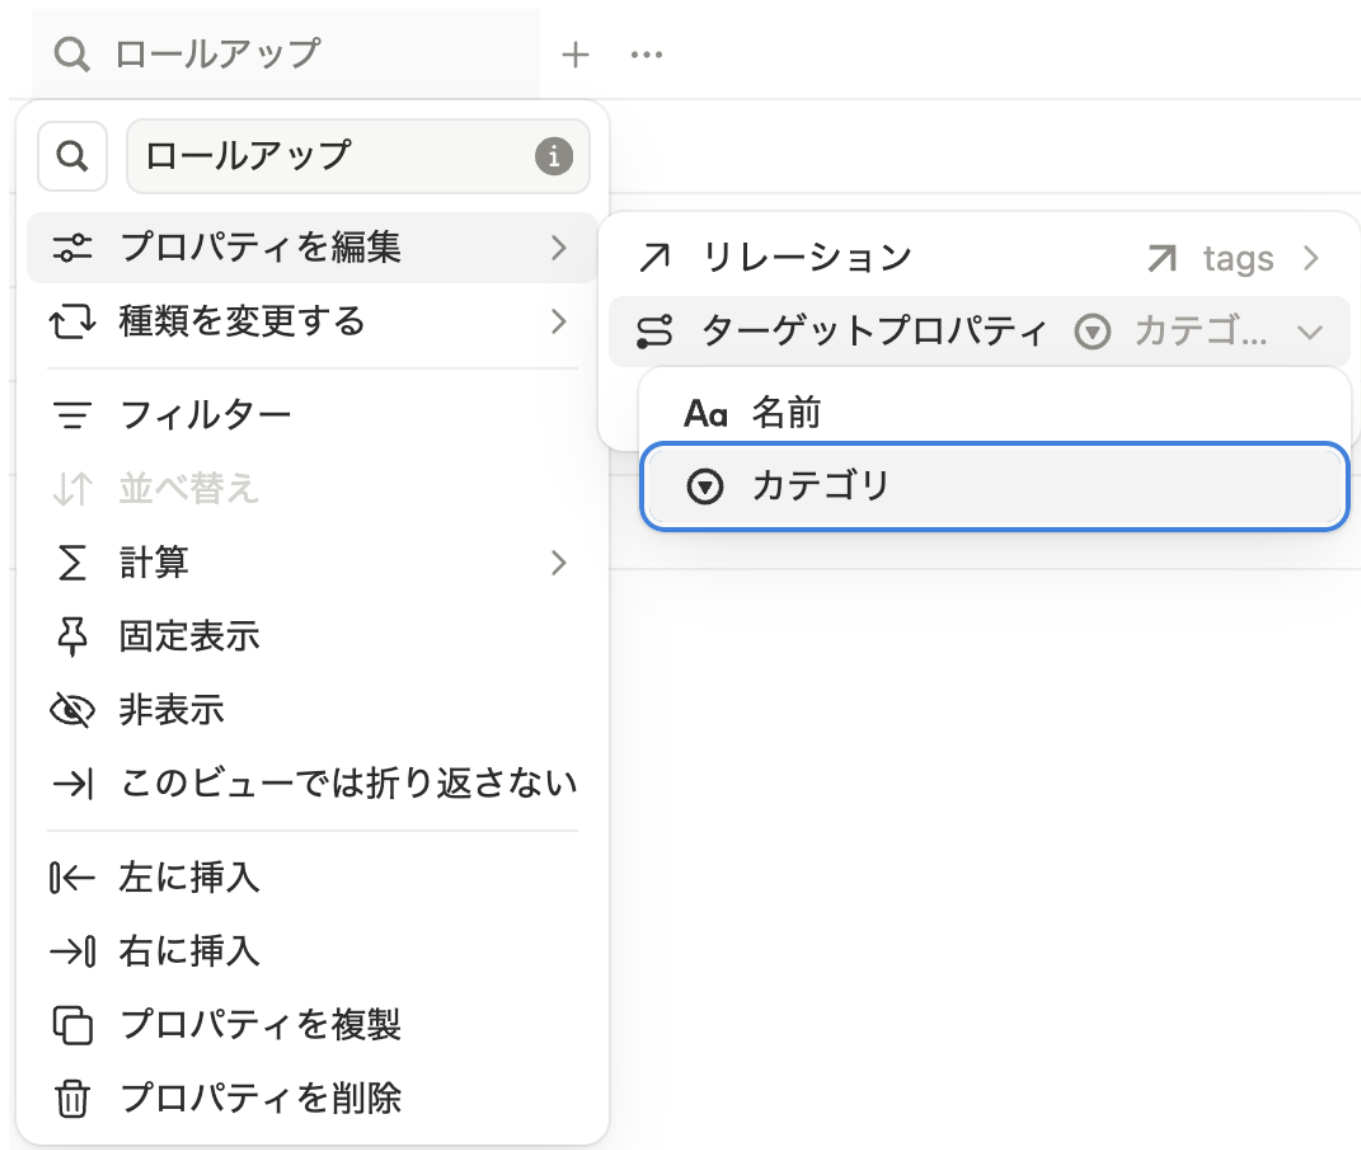 ロールアップ
ロールアップ
プロパティを編集
種類を変更する
フィルター
並べ替え
計算
固定表示
非表示
このビューでは折り返さない
左に挿入
右に挿入
プロパティを複製
プロパティを削除
リレーション tags
ターゲットプロパティ カテゴ...
Aa 名前
カテゴリ